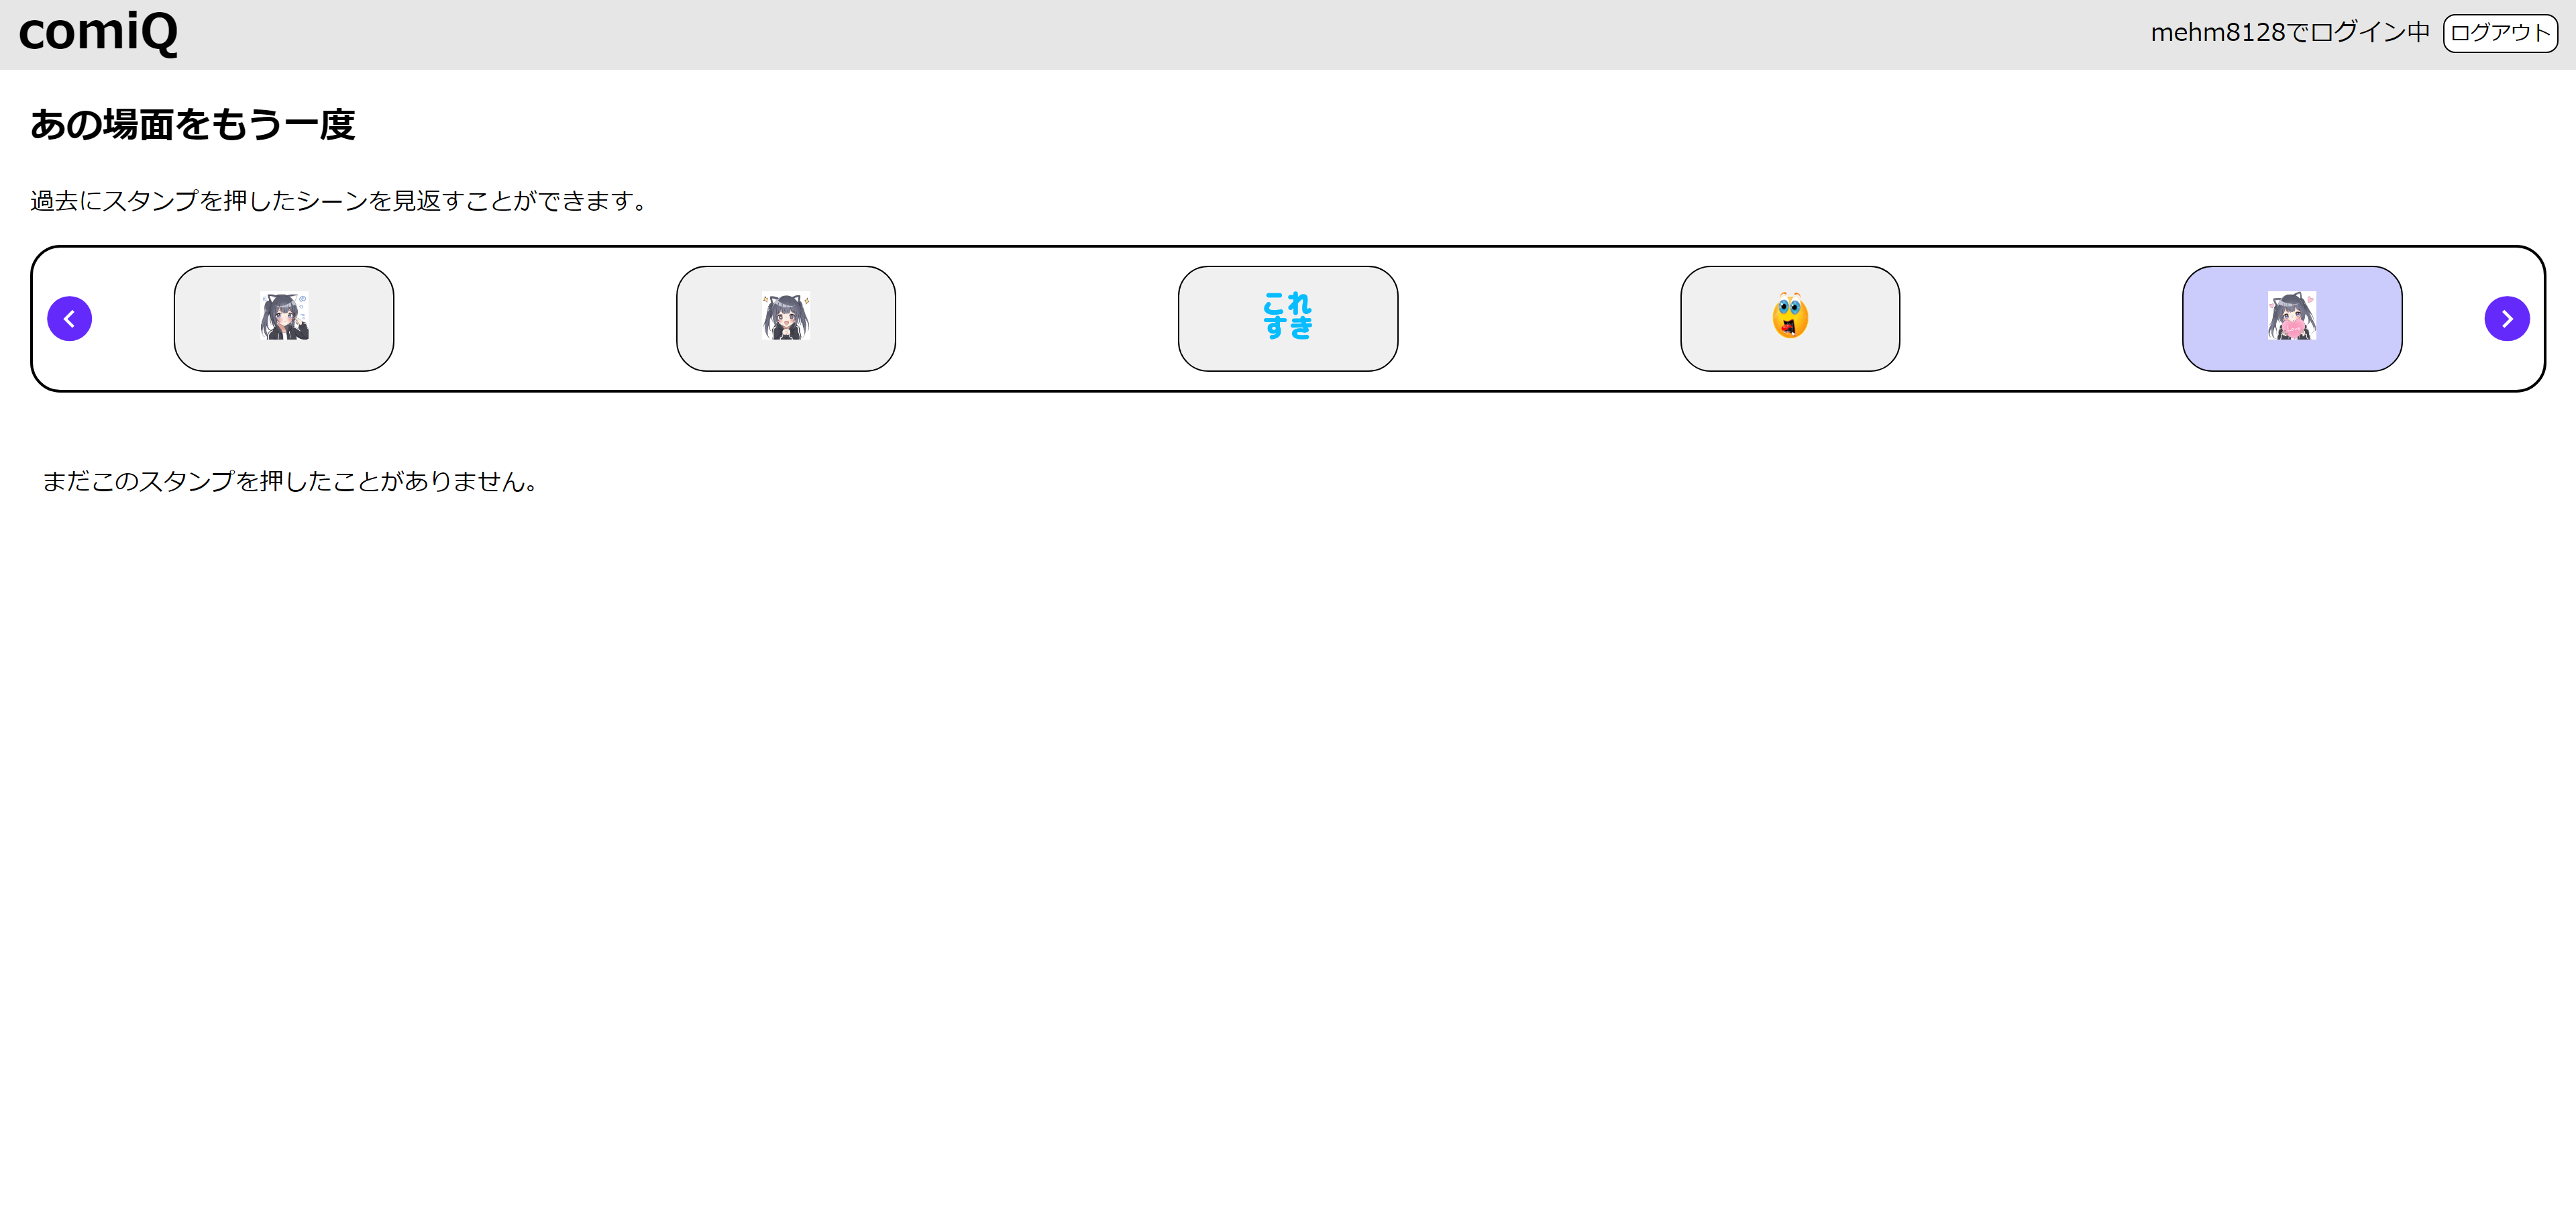 comiQ
mehm8128でログイン中 ログアウト
あの場面をもう一度
過去にスタンプを押したシーンを見返すことができます。
これ
すき
まだこのスタンプを押したことがありません。